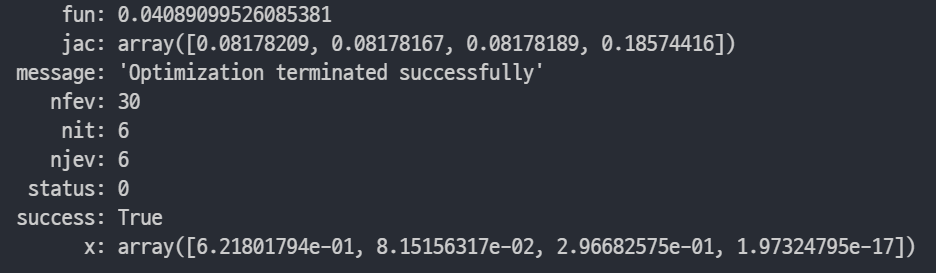 fun: 0.04089099526085381
jac: array([0.08178209, 0.08178167, 0.08178189, 0.18574416])
message: 'Optimization terminated successfully'
nfev: 30
nit: 6
njev: 6
status: 0
success: True
x: array([6.21801794e-01, 8.15156317e-02, 2.96682575e-01, 1.97324795e-17])